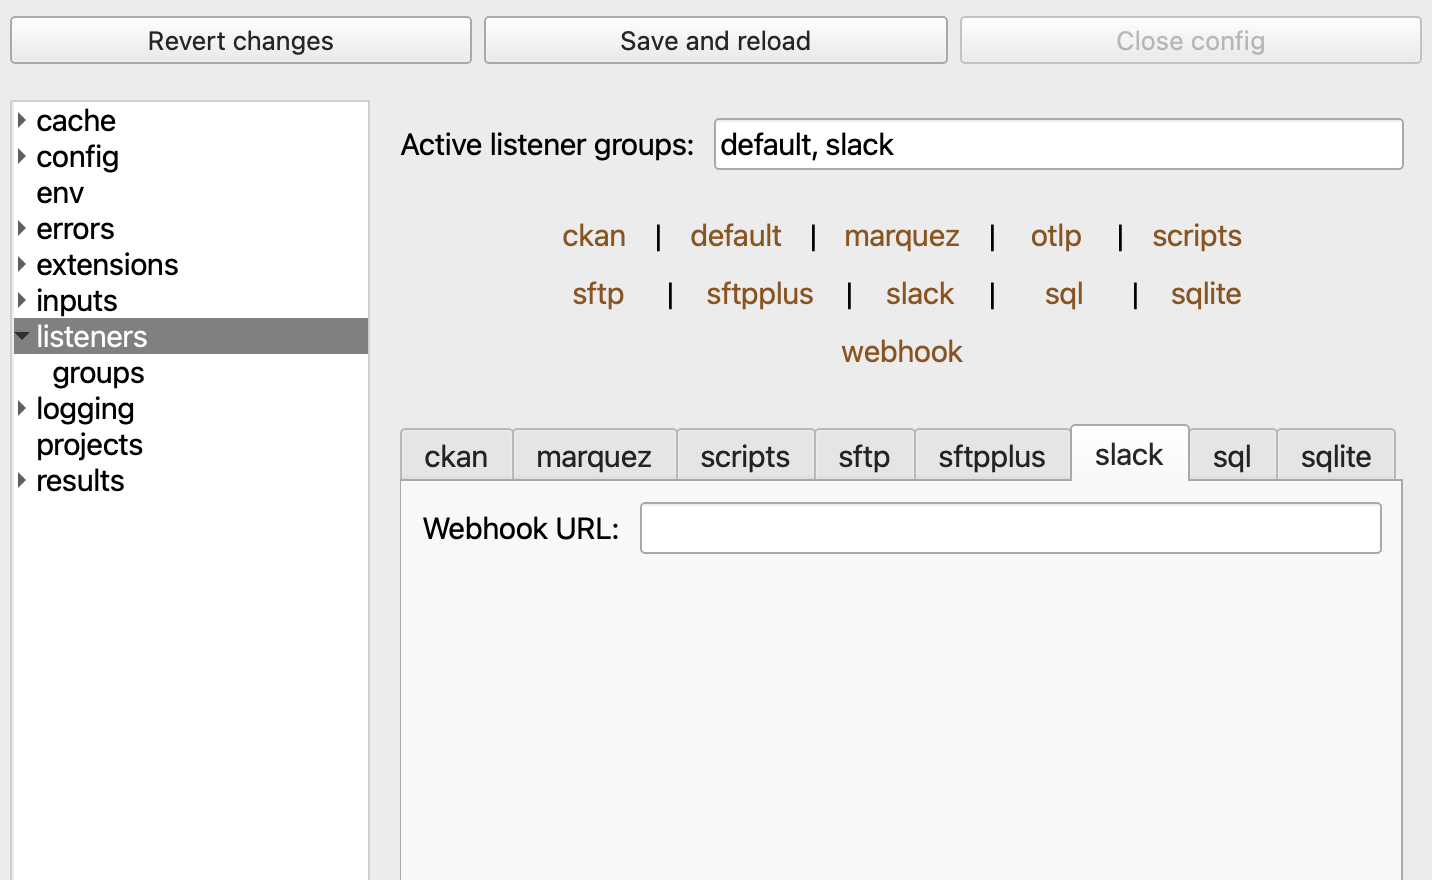 Revert changes Save and reload Close config
cache
config
env
errors
extensions
inputs
listeners
groups
logging
projects
results
Active listener groups: default, slack
ckan | default | marquez | otlp | scripts
sftp | sftpplus | slack | sql | sqlite
webhook
ckan marquez scripts sftp sftpplus slack sql sqlite
Webhook URL: